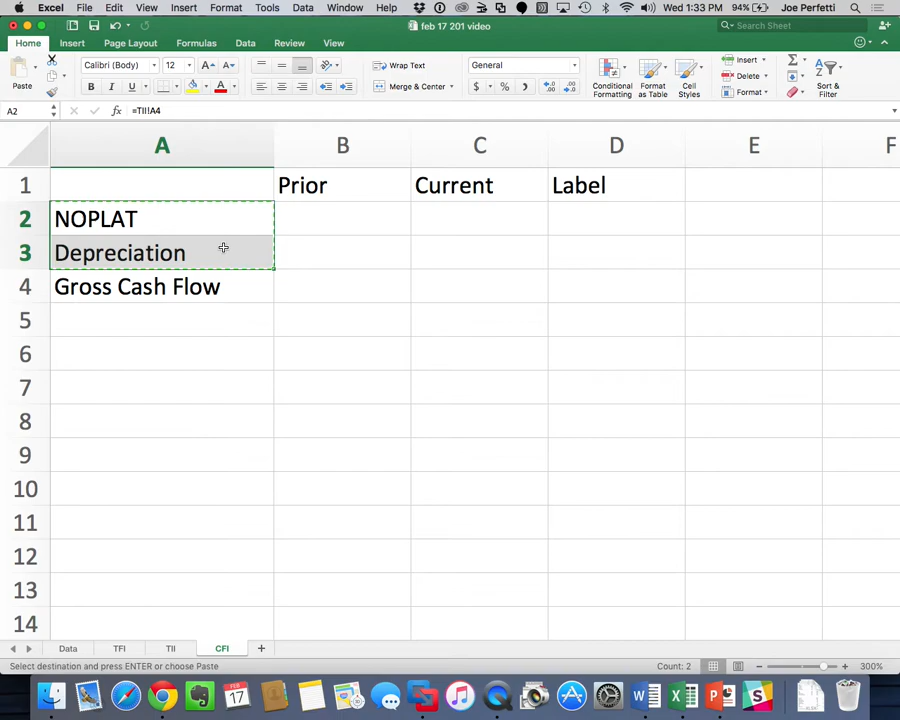 Excel File Edit View Insert Format Tools Data Window Help Wed 1:33 PM 94% Joe Perfetti
feb 17 201 video
Search Sheet
Home Insert Page Layout Formulas Data Review View
Paste
Calibri (Body) 12
B I U
Wrap Text
Merge & Center
General
$ % ,
Conditional Formatting
Format as Table
Cell Styles
Insert
Delete
Format
Sort & Filter
A2 fx =TII!A4
A B C D E F
1 Prior Current Label
2 NOPLAT
3 Depreciation
4 Gross Cash Flow
5
6
7
8
9
10
11
12
13
14
Data TFI TII CFI +
Select destination and press ENTER or choose Paste Count: 2 300%
FEB
17